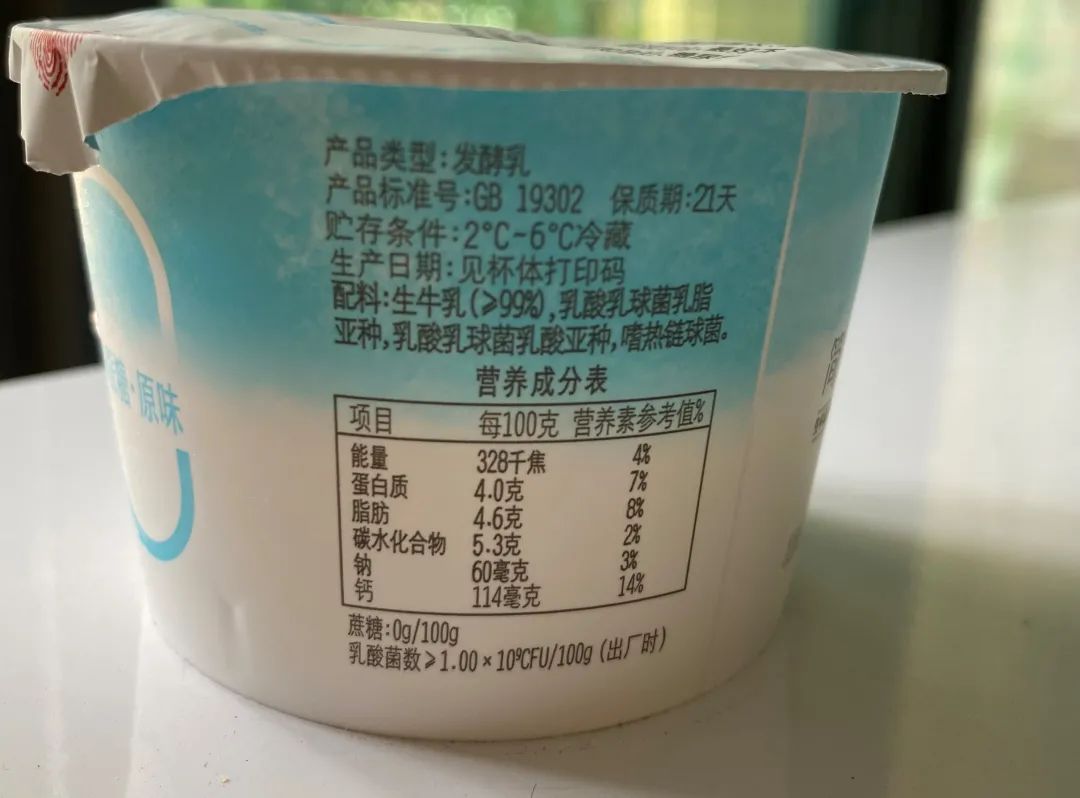 产品类型:发酵乳
产品标准号:GB 19302 保质期:21天
贮存条件:2°C-6°C冷藏
生产日期:见杯体打印码
配料:生牛乳(≥99%),乳酸乳球菌乳脂
亚种,乳酸乳球菌乳酸亚种,嗜热链球菌。
营养成分表
项目 每100克 营养素参考值%
能量 328千焦 4%
蛋白质 4.0克 7%
脂肪 4.6克 8%
碳水化合物 5.3克 2%
钠 60毫克 3%
钙 114毫克 14%
蔗糖:0g/100g
乳酸菌数≥1.00×10⁹CFU/100g (出厂时)
糖·原味